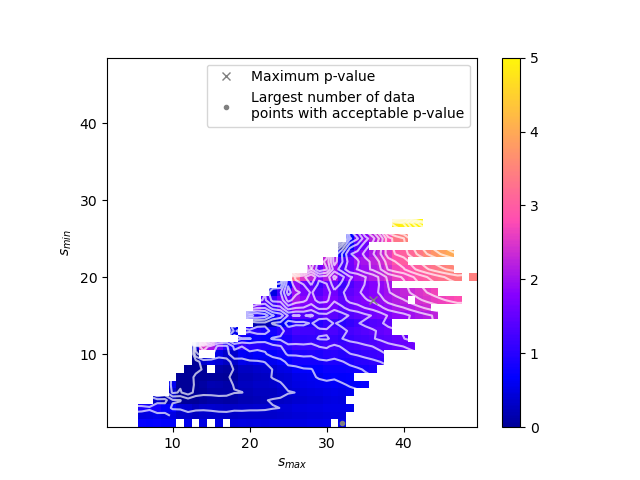 Maximum p-value
Largest number of data
points with acceptable p-value
40
30
20
10
s_min
10
20
30
40
s_max
5
4
3
2
1
0